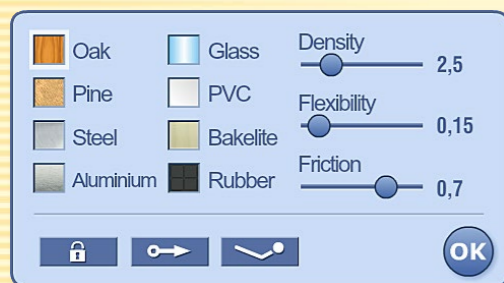 Oak
Pine
Steel
Aluminium
Glass
PVC
Bakelite
Rubber
Density
2,5
Flexibility
0,15
Friction
0,7
OK